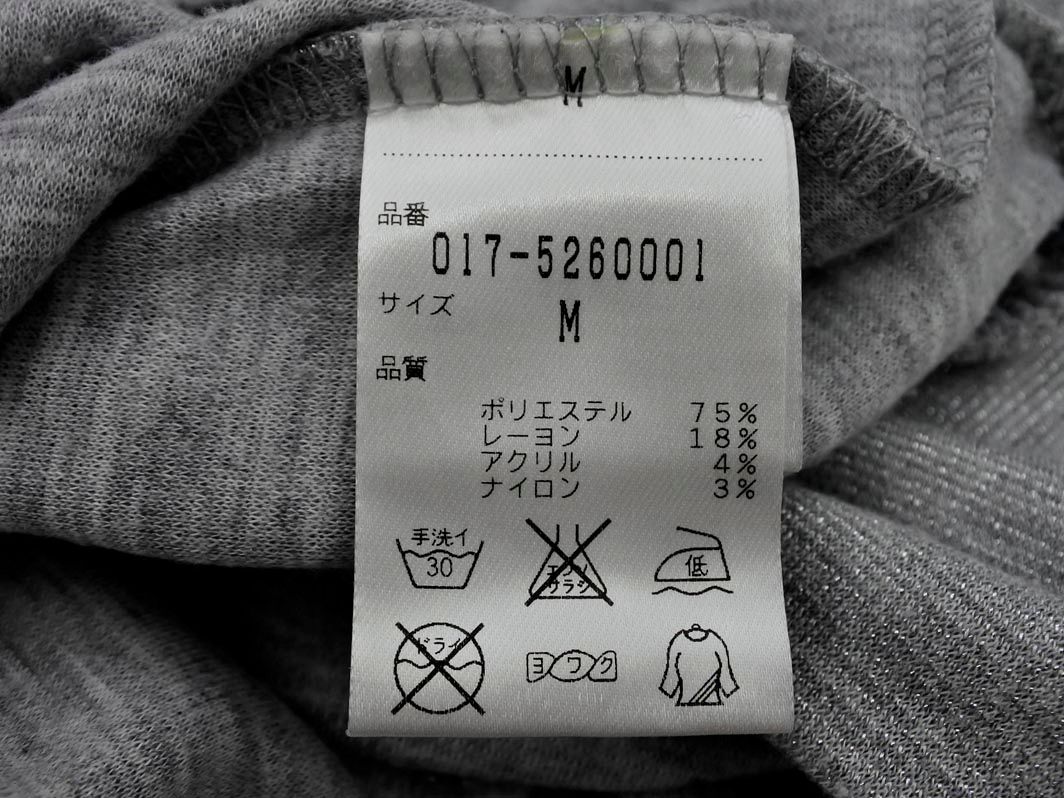 M
品番
017-5260001
サイズ
M
品質
ポリエステル 75%
レーヨン 18%
アクリル 4%
ナイロン 3%
手洗イ
30
エンソ
サラシ
低
ドライ
ヨワク